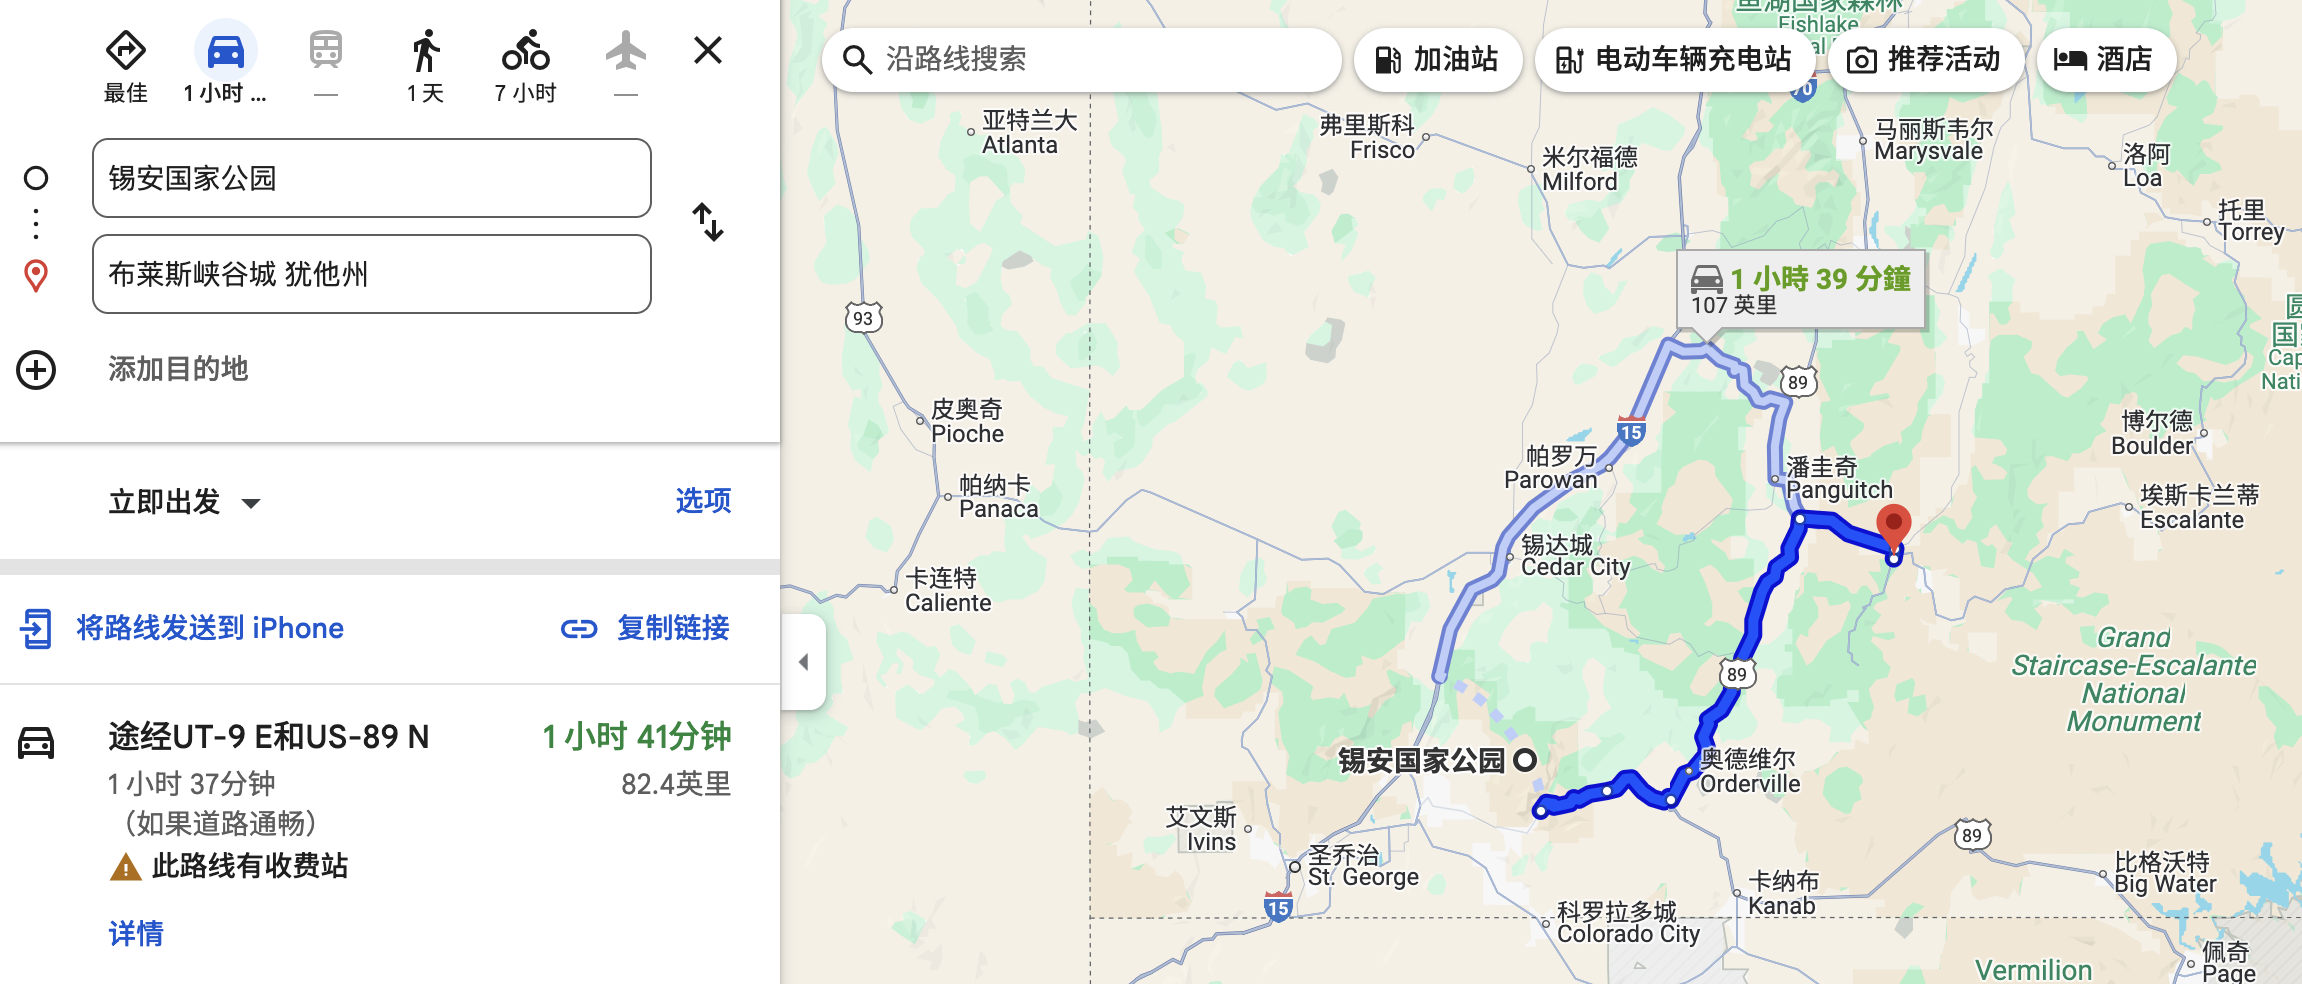 最佳
1 小时 ...
—
1 天
7 小时
—
锡安国家公园
布莱斯峡谷城 犹他州
添加目的地
立即出发
选项
将路线发送到 iPhone
复制链接
途经UT-9 E和US-89 N
1 小时 41分钟
1 小时 37分钟
82.4英里
（如果道路通畅）
此路线有收费站
详情
沿路线搜索
加油站
电动车辆充电站
推荐活动
酒店
Fishlake
70
亚特兰大
Atlanta
弗里斯科
Frisco
米尔福德
Milford
马丽斯韦尔
Marysvale
洛阿
Loa
托里
Torrey
1 小時 39 分鐘
107 英里
93
89
15
皮奥奇
Pioche
帕纳卡
Panaca
帕罗万
Parowan
潘圭奇
Panguitch
博尔德
Boulder
埃斯卡兰蒂
Escalante
锡达城
Cedar City
卡连特
Caliente
Grand
Staircase-Escalante
National
Monument
89
锡安国家公园
奥德维尔
Orderville
艾文斯
Ivins
圣乔治
St. George
15
89
比格沃特
Big Water
卡纳布
Kanab
科罗拉多城
Colorado City
佩奇
Page
Vermilion